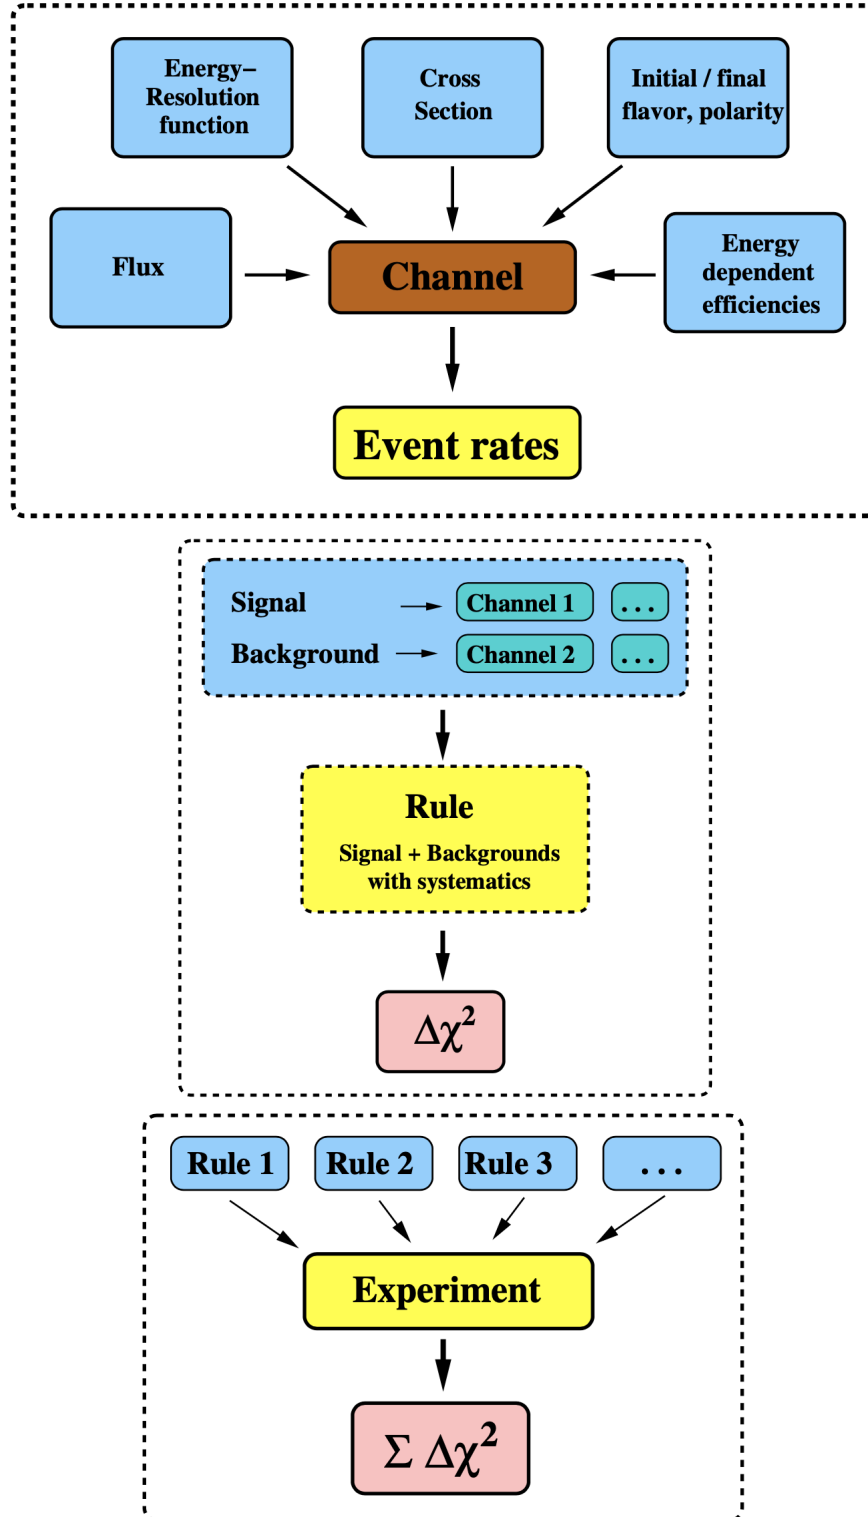 Energy–
Resolution
function
Cross
Section
Initial / final
flavor, polarity
Flux
Channel
Energy
dependent
efficiencies
Event rates
Signal
Channel 1
. . .
Background
Channel 2
. . .
Rule
Signal + Backgrounds
with systematics
Δχ²
Rule 1
Rule 2
Rule 3
. . .
Experiment
Σ Δχ²